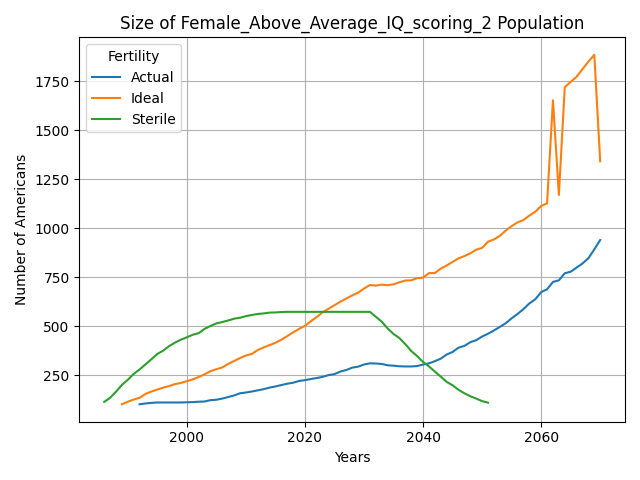 Size of Female_Above_Average_IQ_scoring_2 Population
Fertility
Actual
Ideal
Sterile
1750
1500
1250
1000
750
500
250
Number of Americans
2000
2020
2040
2060
Years